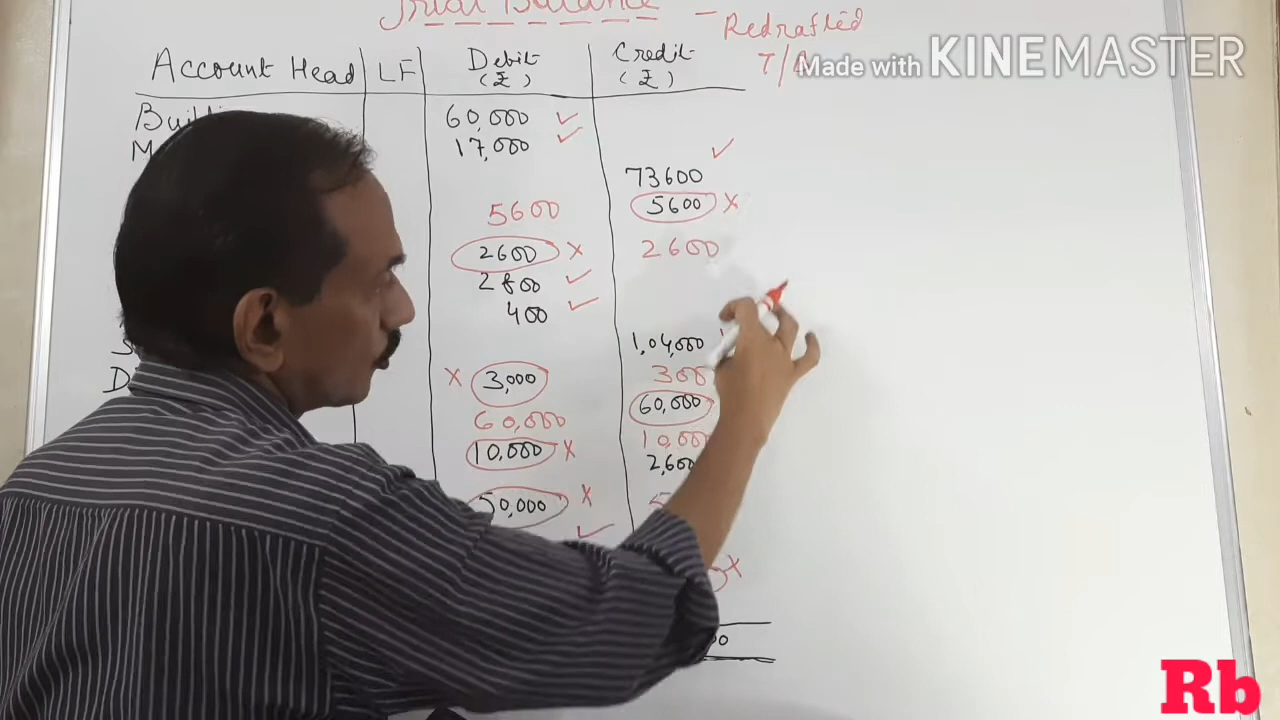 Trial Balance - Redrafted
T/B
Made with KINEMASTER
Account Head LF Debit (₹) Credit (₹)
60,000 ✓
17,000 ✓
73600 ✓
5600 5600 ×
2600 × 2600
2800 ✓
400 ✓
1,04,000
× 3,000 300
60,000 60,000
10,000 × 10,000
2,600
50,000 ×
✓
×
Rb